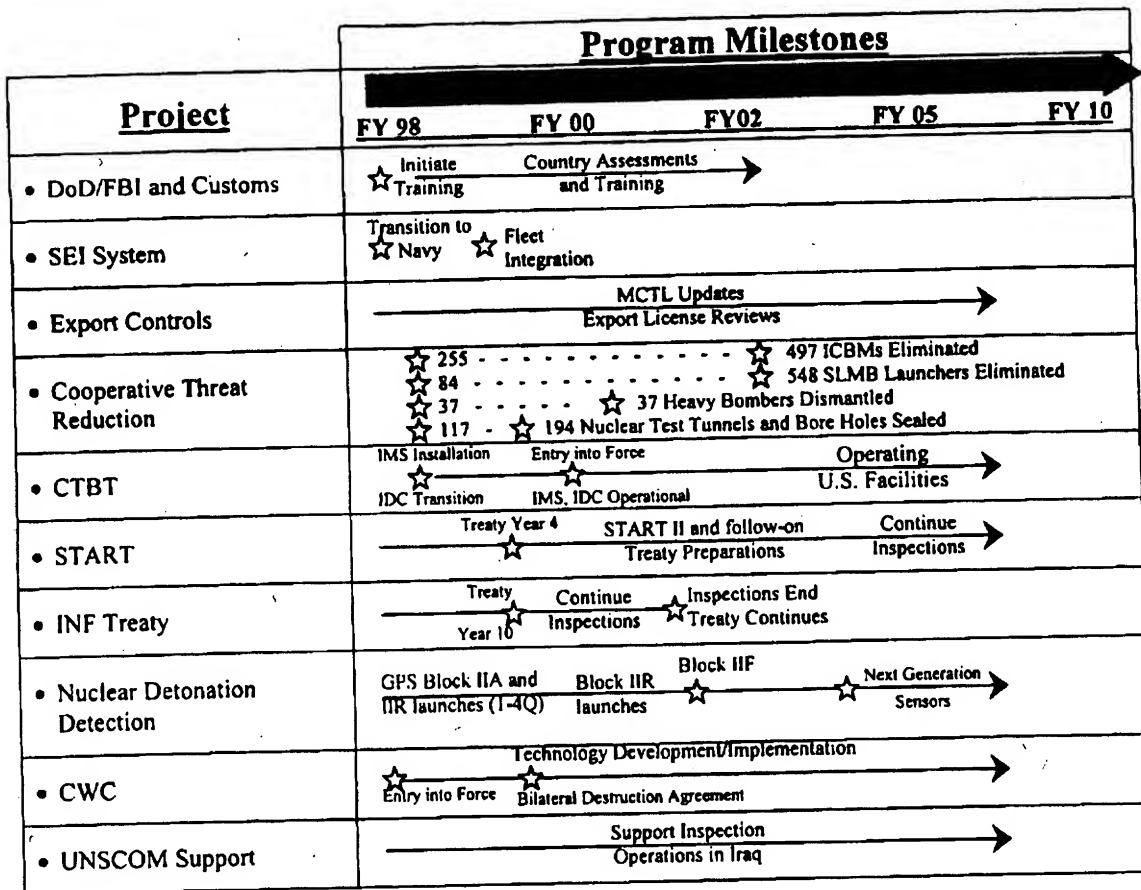 Program Milestones
Project
FY 98 FY 00 FY02 FY 05 FY 10
• DoD/FBI and Customs
Initiate
Training
Country Assessments
and Training
• SEI System
Transition to
Navy
Fleet
Integration
• Export Controls
MCTL Updates
Export License Reviews
• Cooperative Threat
Reduction
255 - - - - - - - - - - - - - - - 497 ICBMs Eliminated
84 - - - - - - - - - - - - - - - 548 SLMB Launchers Eliminated
37 - - - - - - - 37 Heavy Bombers Dismantled
117 - 194 Nuclear Test Tunnels and Bore Holes Sealed
• CTBT
IMS Installation
IDC Transition
Entry into Force
IMS, IDC Operational
Operating
U.S. Facilities
• START
Treaty Year 4
START II and follow-on
Treaty Preparations
Continue
Inspections
• INF Treaty
Treaty
Year 10
Continue
Inspections
Inspections End
Treaty Continues
• Nuclear Detonation
Detection
GPS Block IIA and
IIR launches (1-4Q)
Block IIR
launches
Block IIF
Next Generation
Sensors
• CWC
Technology Development/Implementation
Entry into Force
Bilateral Destruction Agreement
• UNSCOM Support
Support Inspection
Operations in Iraq